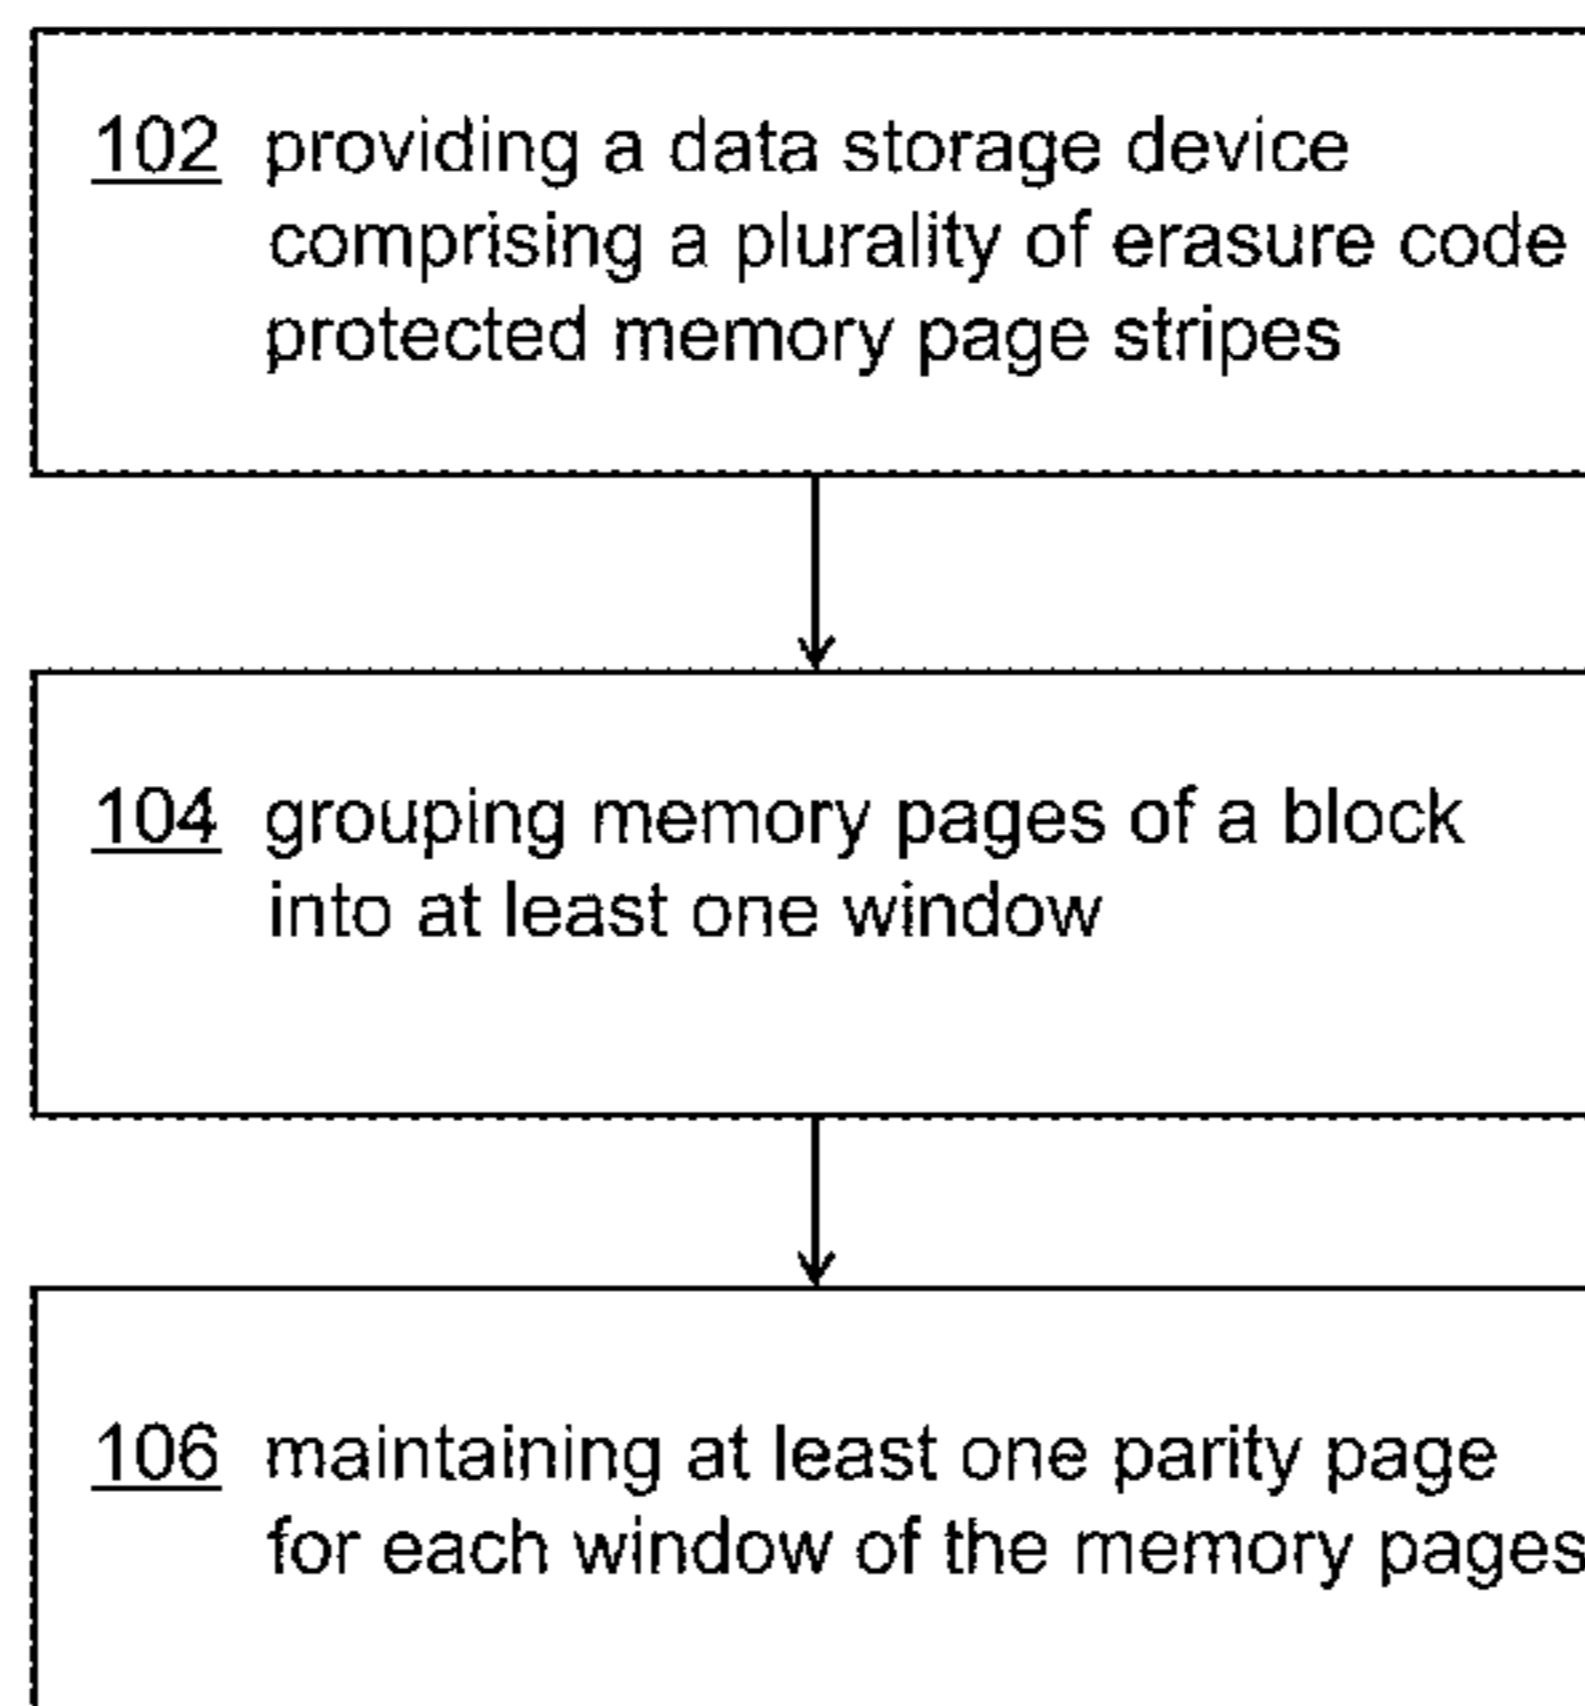 102 providing a data storage device
comprising a plurality of erasure code
protected memory page stripes
104 grouping memory pages of a block
into at least one window
106 maintaining at least one parity page
for each window of the memory pages